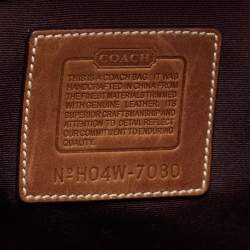 COACH
THIS IS A COACH BAG. IT WAS
HANDCRAFTED IN CHINA FROM
THE FINEST MATERIALS TRIMMED
WITH GENUINE LEATHER. ITS
SUPERIOR CRAFTSMANSHIP AND
ATTENTION TO DETAIL REFLECT
OUR COMMITMENT TO ENDURING
QUALITY.
Nº H04W-7080